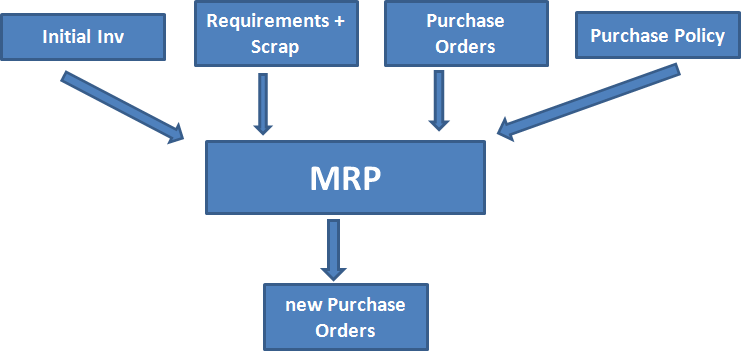 Initial Inv
Requirements +
Scrap
Purchase
Orders
Purchase Policy
MRP
new Purchase
Orders